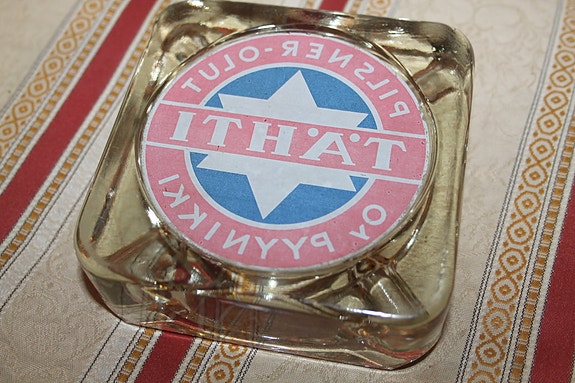 PILSNER-OLUT
TÄHTI
Oy PYYNIKKI